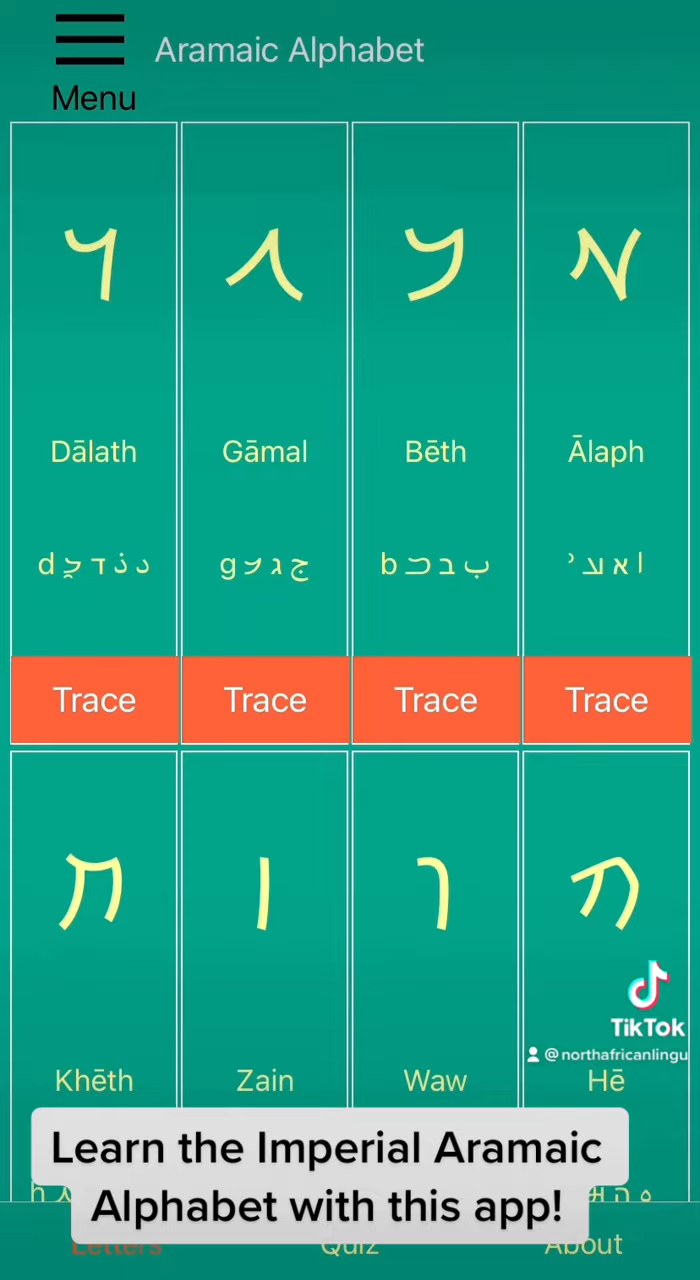 Aramaic Alphabet
Menu
𐡃 𐡂 𐡁 𐡀
Dālath Gāmal Bēth Ālaph
Trace Trace Trace Trace
𐡇 𐡆 𐡅 𐡄
Khēth Zain Waw Hē
TikTok
@northafricanlingu
Learn the Imperial Aramaic
Alphabet with this app!
Letters Quiz About